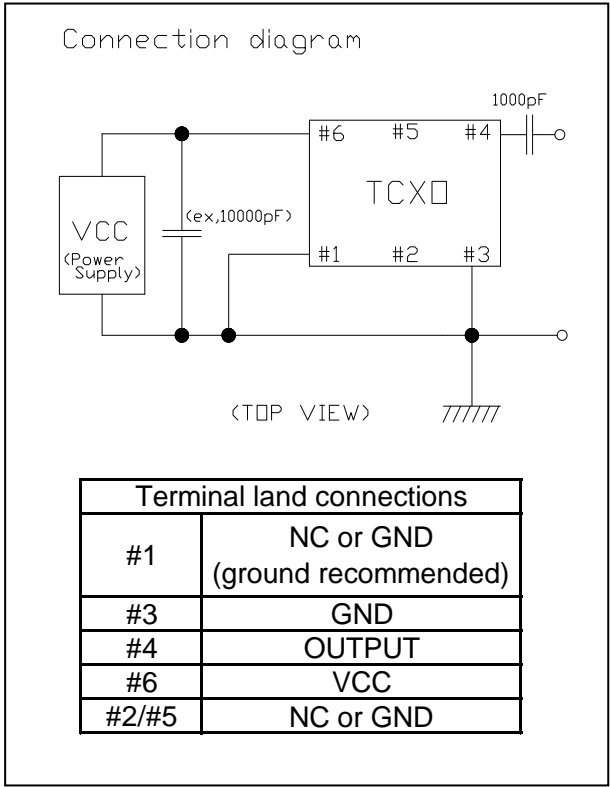 Connection diagram
1000pF
#6 #5 #4
TCXO
(ex,10000pF)
VCC
(Power
Supply)
#1 #2 #3
(TOP VIEW)
Terminal land connections
#1 NC or GND
(ground recommended)
#3 GND
#4 OUTPUT
#6 VCC
#2/#5 NC or GND